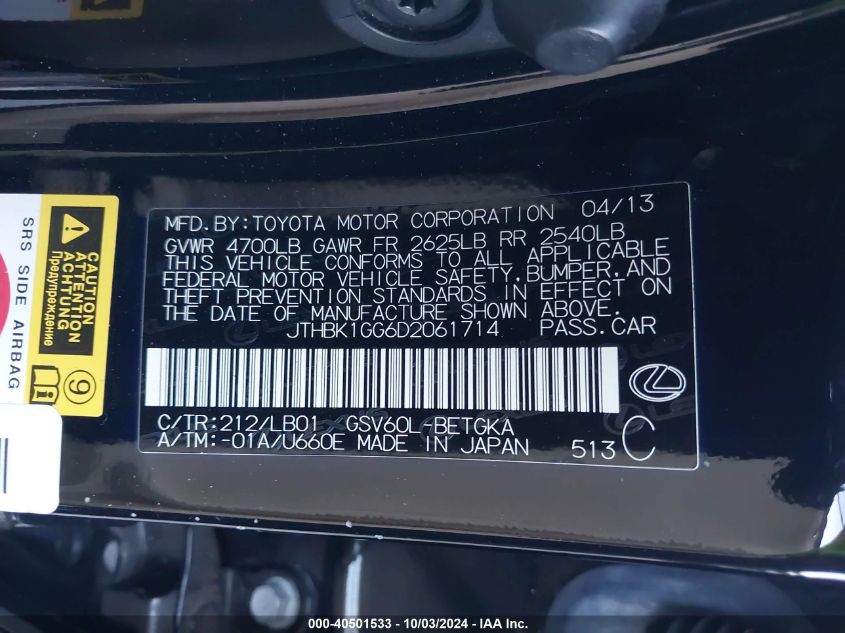 MFD.BY:TOYOTA MOTOR CORPORATION 04/13
GVWR 4700LB GAWR FR 2625LB RR 2540LB
THIS VEHICLE CONFORMS TO ALL APPLICABLE
FEDERAL MOTOR VEHICLE SAFETY, BUMPER, AND
THEFT PREVENTION STANDARDS IN EFFECT ON
THE DATE OF MANUFACTURE SHOWN ABOVE.
JTHBK1GG6D2061714 PASS.CAR
C/TR:212/LB01 GSV60L-BETGKA
A/TM:-01A/U660E MADE IN JAPAN 513 C
CAUTION
ATTENTION
ACHTUNG
Предупреждение
9
SRS SIDE AIRBAG
000-40501533 - 10/03/2024 - IAA Inc.